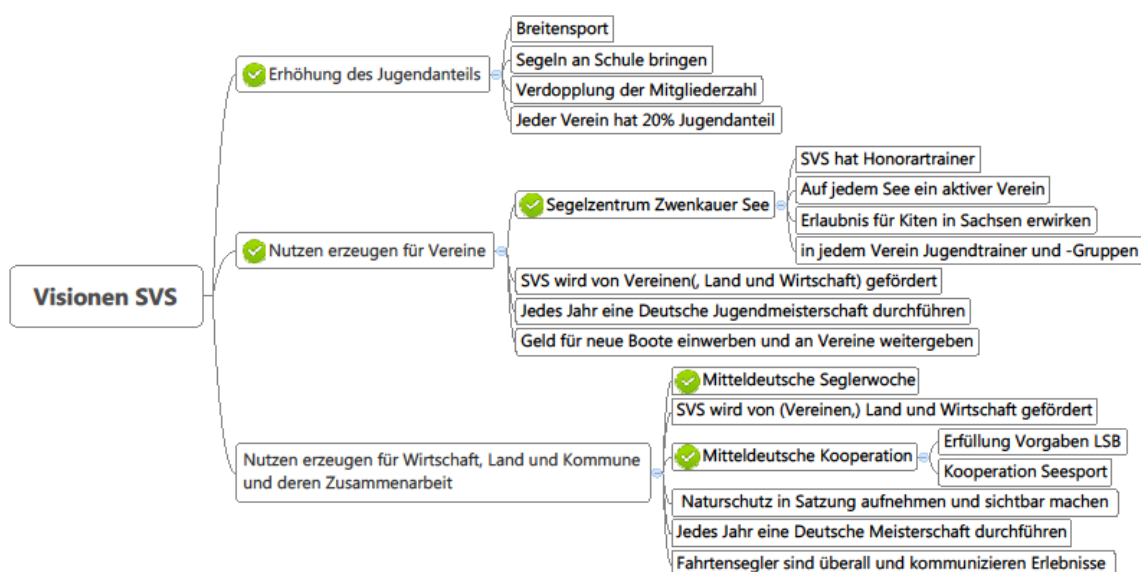 Visionen SVS
Erhöhung des Jugendanteils
Breitensport
Segeln an Schule bringen
Verdopplung der Mitgliederzahl
Jeder Verein hat 20% Jugendanteil
Nutzen erzeugen für Vereine
Segelzentrum Zwenkauer See
SVS hat Honorartrainer
Auf jedem See ein aktiver Verein
Erlaubnis für Kiten in Sachsen erwirken
in jedem Verein Jugendtrainer und -Gruppen
SVS wird von Vereinen(, Land und Wirtschaft) gefördert
Jedes Jahr eine Deutsche Jugendmeisterschaft durchführen
Geld für neue Boote einwerben und an Vereine weitergeben
Nutzen erzeugen für Wirtschaft, Land und Kommune
und deren Zusammenarbeit
Mitteldeutsche Seglerwoche
SVS wird von (Vereinen,) Land und Wirtschaft gefördert
Mitteldeutsche Kooperation
Erfüllung Vorgaben LSB
Kooperation Seesport
Naturschutz in Satzung aufnehmen und sichtbar machen
Jedes Jahr eine Deutsche Meisterschaft durchführen
Fahrtensegler sind überall und kommunizieren Erlebnisse